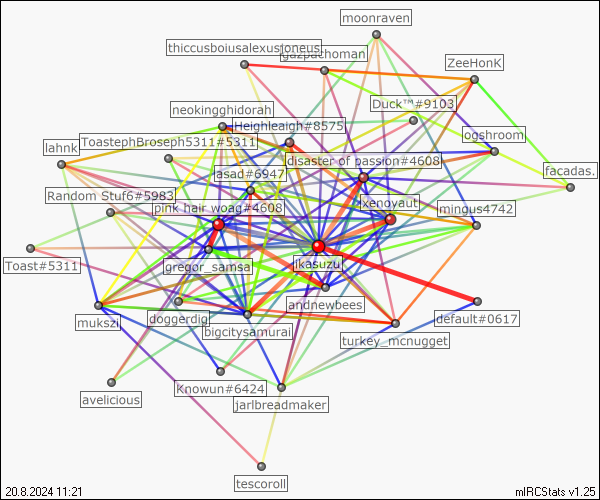 moonraven
thiccusboiusalexusjoneus
gazpachoman
ZeeHonK
Duck™#9103
neokingghidorah
Heighleaigh#8575
ToastephBroseph5311#5311
ogshroom
lahnk
disaster of passion#4608
lasad#6947
facadas.
Random Stuf6#5983
xenoyaut
pink hair woag#4608
mingus4742
Toast#5311
gregor_samsa
ikasuzu
andnewbees
mukszi
doggerdig
default#0617
bigcitysamurai
turkey_mcnugget
Knowun#6424
avelicious
jarlbreadmaker
tescoroll
20.8.2024 11:21
mIRCStats v1.25